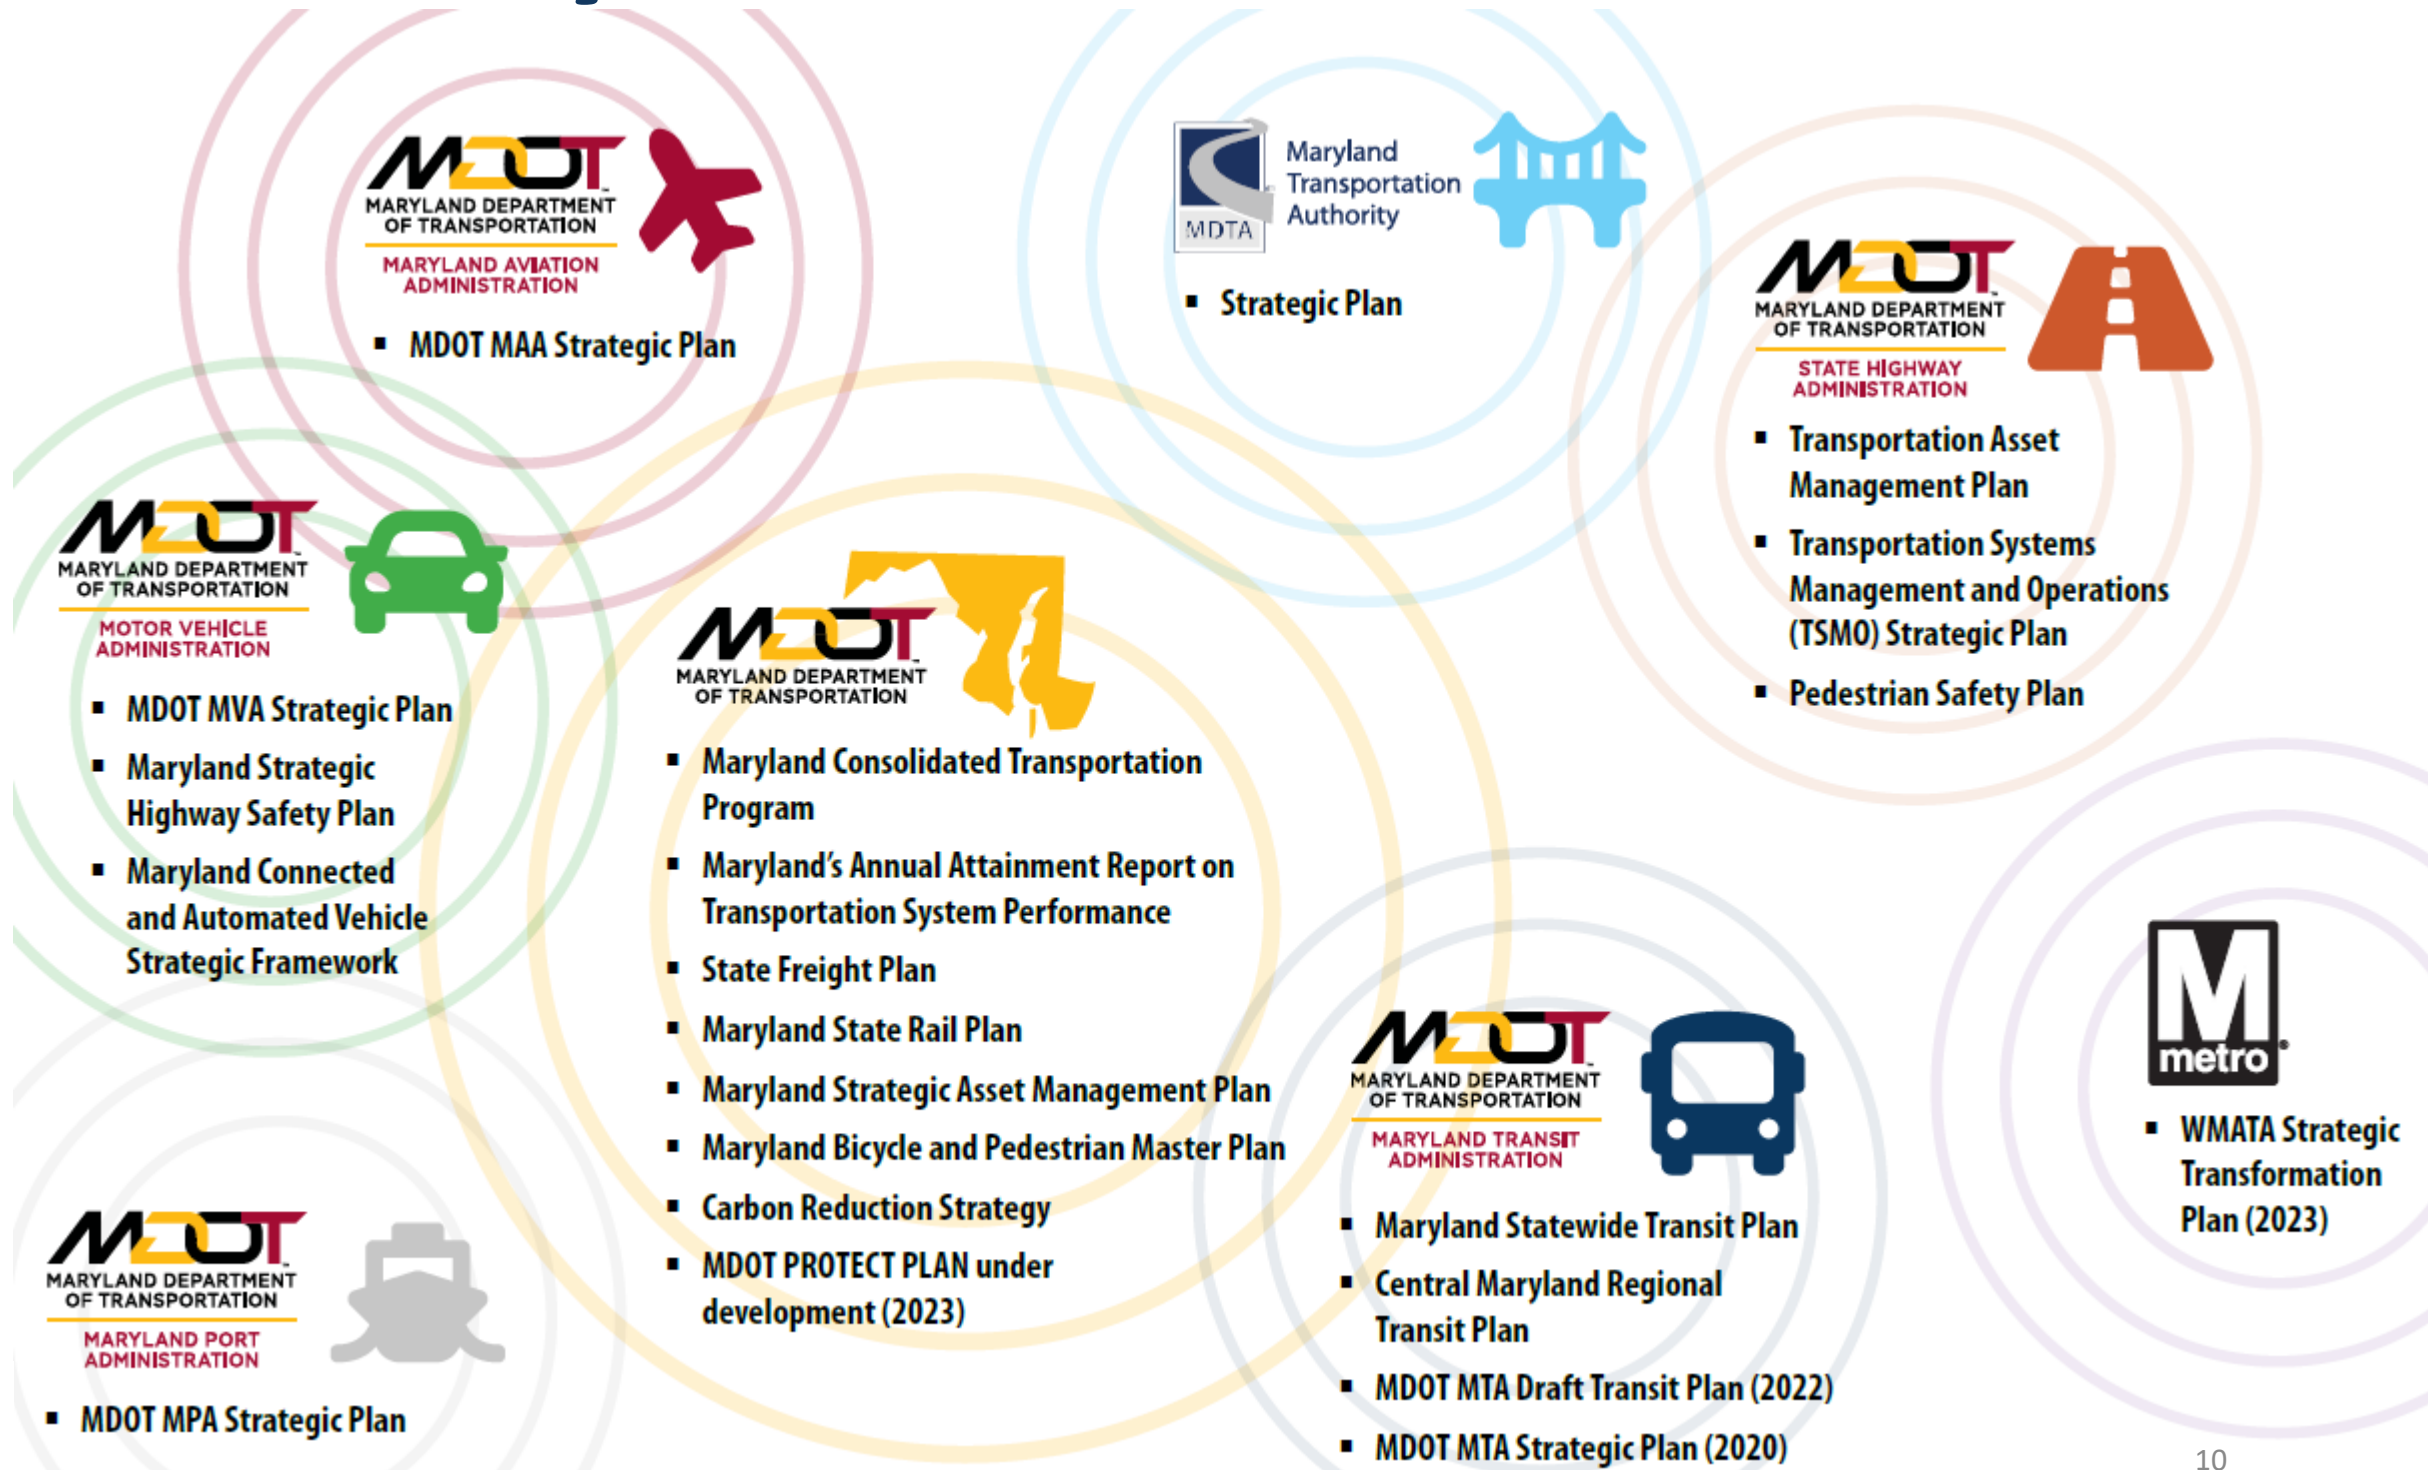 MDOT
MARYLAND DEPARTMENT
OF TRANSPORTATION
MARYLAND AVIATION
ADMINISTRATION
▪ MDOT MAA Strategic Plan
MDTA
Maryland
Transportation
Authority
▪ Strategic Plan
MDOT
MARYLAND DEPARTMENT
OF TRANSPORTATION
STATE HIGHWAY
ADMINISTRATION
▪ Transportation Asset
Management Plan
▪ Transportation Systems
Management and Operations
(TSMO) Strategic Plan
▪ Pedestrian Safety Plan
MDOT
MARYLAND DEPARTMENT
OF TRANSPORTATION
MOTOR VEHICLE
ADMINISTRATION
▪ MDOT MVA Strategic Plan
▪ Maryland Strategic
Highway Safety Plan
▪ Maryland Connected
and Automated Vehicle
Strategic Framework
MDOT
MARYLAND DEPARTMENT
OF TRANSPORTATION
▪ Maryland Consolidated Transportation
Program
▪ Maryland’s Annual Attainment Report on
Transportation System Performance
▪ State Freight Plan
▪ Maryland State Rail Plan
▪ Maryland Strategic Asset Management Plan
▪ Maryland Bicycle and Pedestrian Master Plan
▪ Carbon Reduction Strategy
▪ MDOT PROTECT PLAN under
development (2023)
MDOT
MARYLAND DEPARTMENT
OF TRANSPORTATION
MARYLAND PORT
ADMINISTRATION
▪ MDOT MPA Strategic Plan
MDOT
MARYLAND DEPARTMENT
OF TRANSPORTATION
MARYLAND TRANSIT
ADMINISTRATION
▪ Maryland Statewide Transit Plan
▪ Central Maryland Regional
Transit Plan
▪ MDOT MTA Draft Transit Plan (2022)
▪ MDOT MTA Strategic Plan (2020)
M
metro®
▪ WMATA Strategic
Transformation
Plan (2023)
10